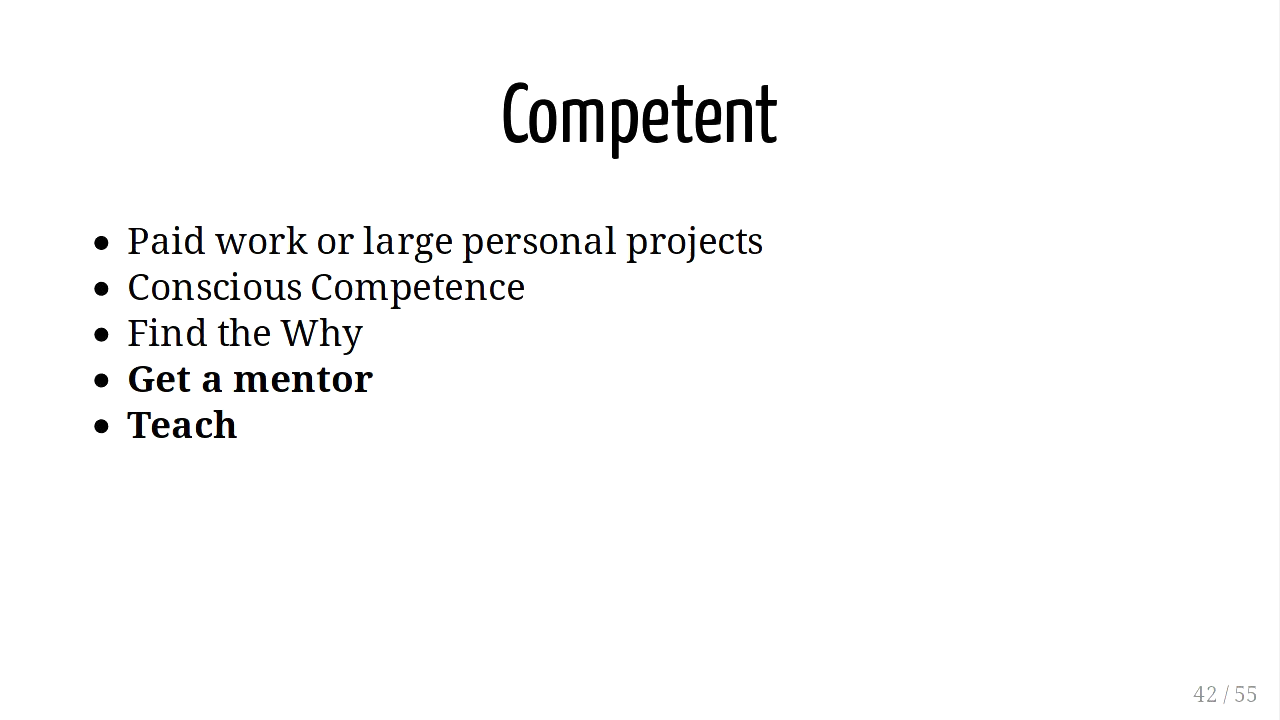 Competent
• Paid work or large personal projects
• Conscious Competence
• Find the Why
• Get a mentor
• Teach
42 / 55